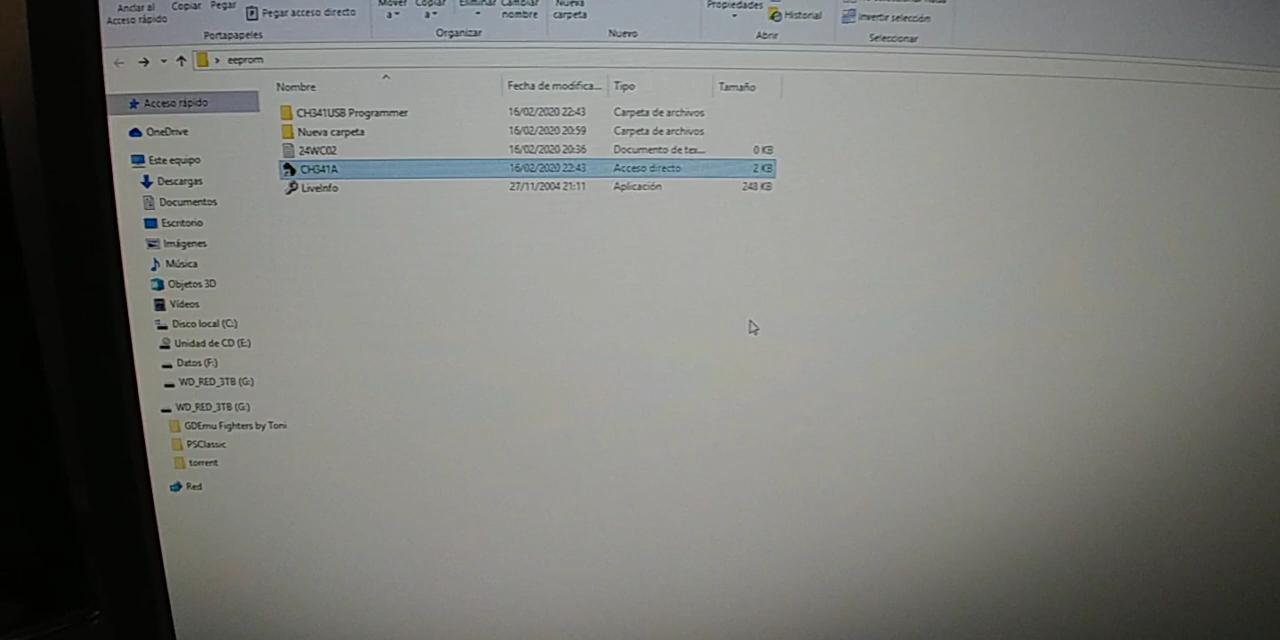 Anclar al
Acceso rápido
Copiar
Pegar
Pegar acceso directo
Mover
a
Copiar
a
Eliminar
Cambiar
nombre
Nueva
carpeta
Propiedades
Historial
Invertir selección
Portapapeles
Organizar
Nuevo
Abrir
Seleccionar
eeprom
Nombre
Fecha de modifica...
Tipo
Tamaño
CH341USB Programmer 16/02/2020 22:43 Carpeta de archivos
Nueva carpeta 16/02/2020 20:59 Carpeta de archivos
24WC02 16/02/2020 20:36 Documento de tex... 0 KB
CH341A 16/02/2020 22:43 Acceso directo 2 KB
LiveInfo 27/11/2004 21:11 Aplicación 248 KB
Acceso rápido
OneDrive
Este equipo
Descargas
Documentos
Escritorio
Imágenes
Música
Objetos 3D
Vídeos
Disco local (C:)
Unidad de CD (E:)
Datos (F:)
WD_RED_3TB (G:)
WD_RED_3TB (G:)
GDEmu Fighters by Toni
PSClassic
torrent
Red